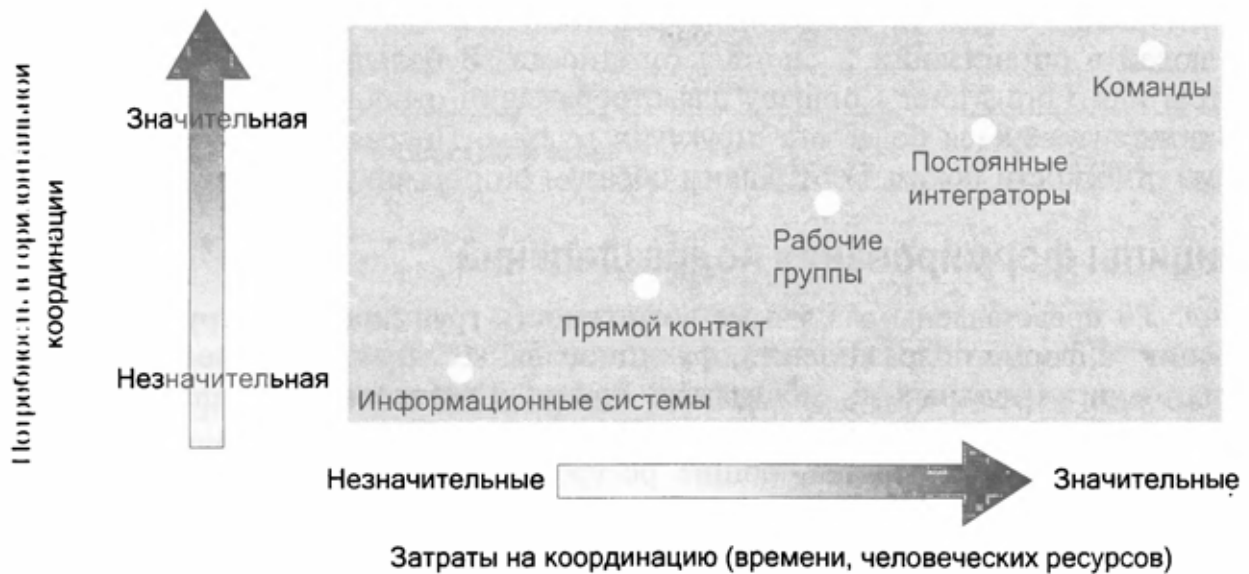 Потребность в горизонтальной
координации
Значительная
Незначительная
Команды
Постоянные
интеграторы
Рабочие
группы
Прямой контакт
Информационные системы
Незначительные
Значительные
Затраты на координацию (времени, человеческих ресурсов)